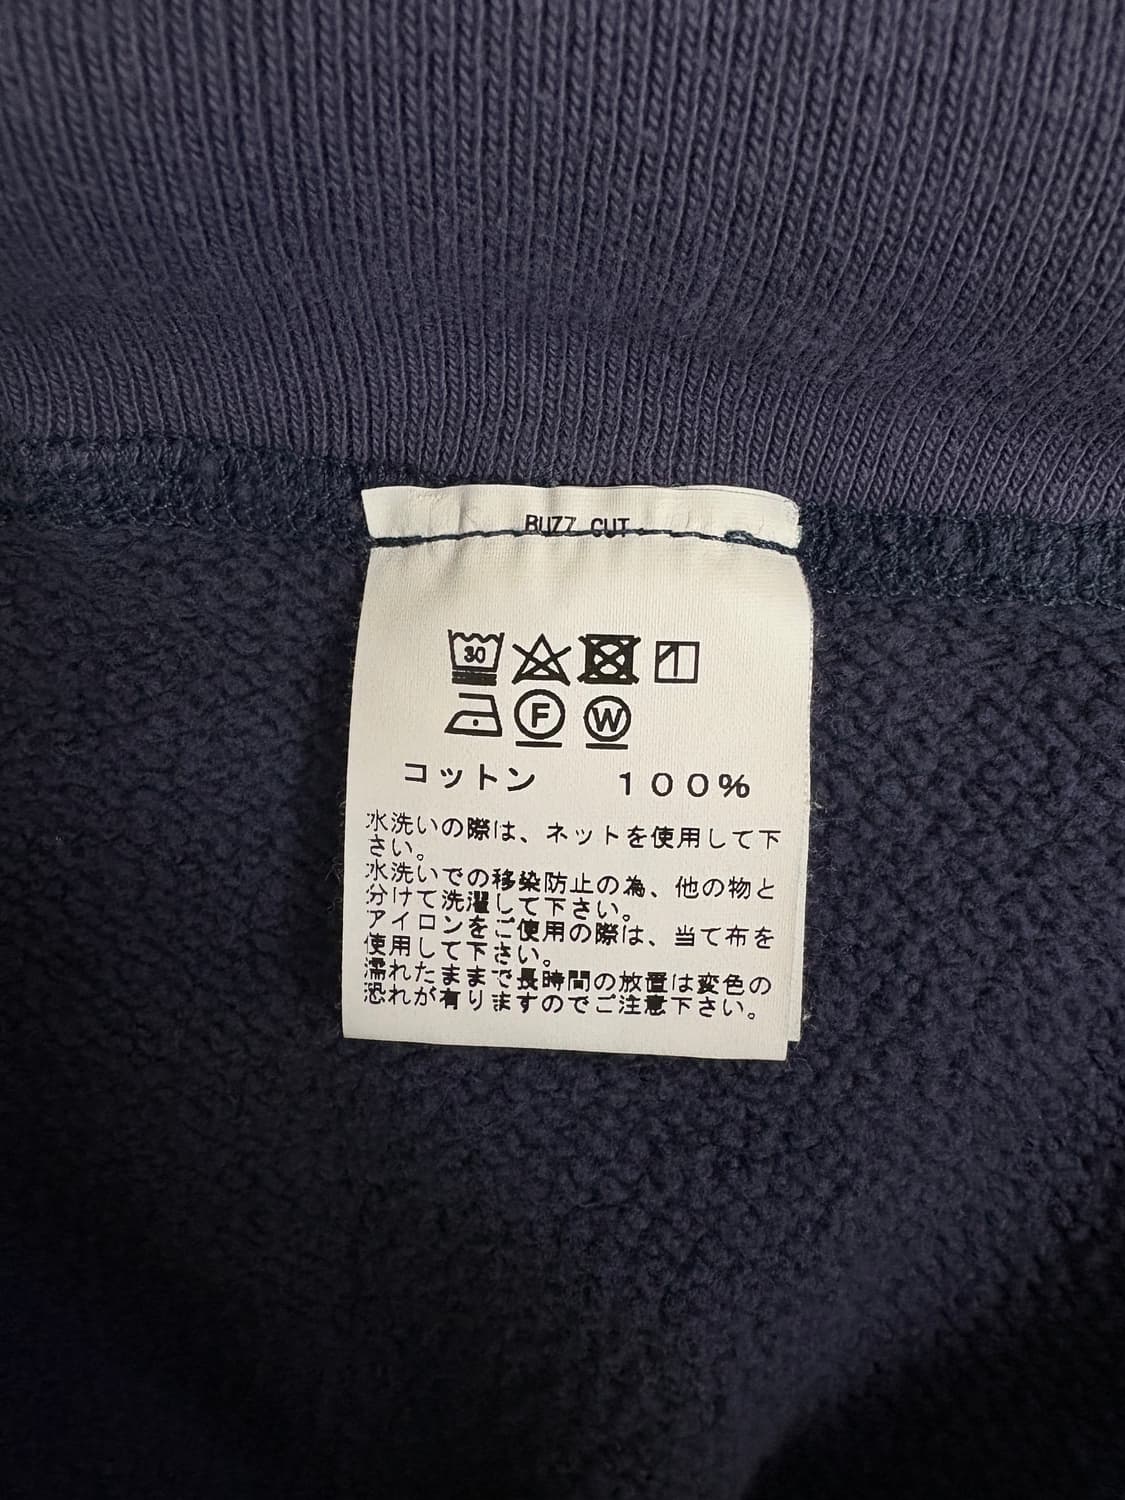 BUZZ CUT
30
F W
コットン 100%
水洗いの際は、ネットを使用して下
さい。
水洗いでの移染防止の為、他の物と
分けて洗濯して下さい。
アイロンをご使用の際は、当て布を
使用して下さい。
濡れたままで長時間の放置は変色の
恐れが有りますのでご注意下さい。